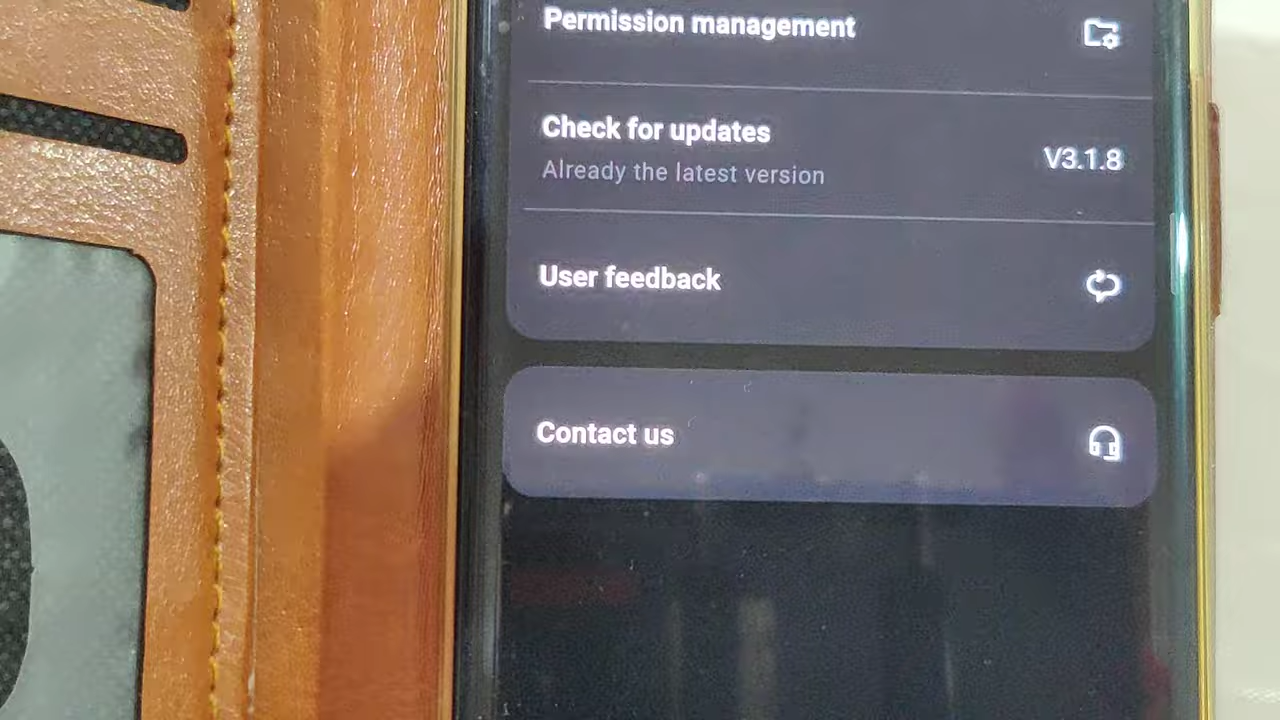 Permission management
Check for updates
Already the latest version
V3.1.8
User feedback
Contact us